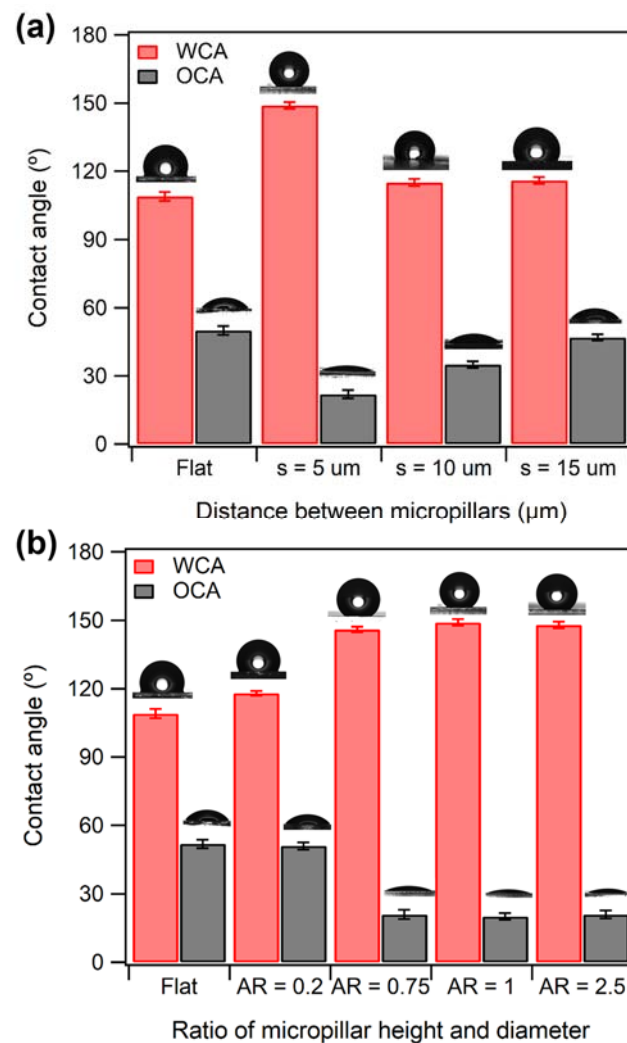 (a)
180
150
120
90
60
30
0
Contact angle (º)
WCA
OCA
Flat
s = 5 um
s = 10 um
s = 15 um
Distance between micropillars (µm)
(b)
180
150
120
90
60
30
0
Contact angle (º)
WCA
OCA
Flat
AR = 0.2
AR = 0.75
AR = 1
AR = 2.5
Ratio of micropillar height and diameter